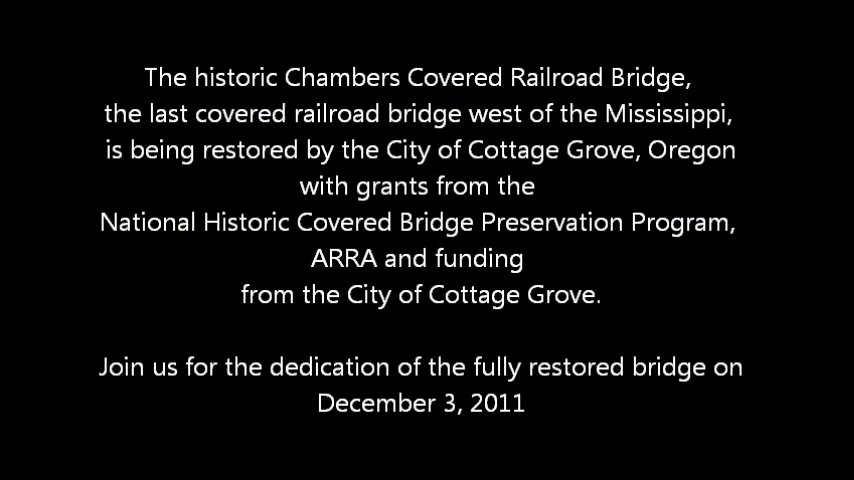 The historic Chambers Covered Railroad Bridge,
the last covered railroad bridge west of the Mississippi,
is being restored by the City of Cottage Grove, Oregon
with grants from the
National Historic Covered Bridge Preservation Program,
ARRA and funding
from the City of Cottage Grove.
Join us for the dedication of the fully restored bridge on
December 3, 2011